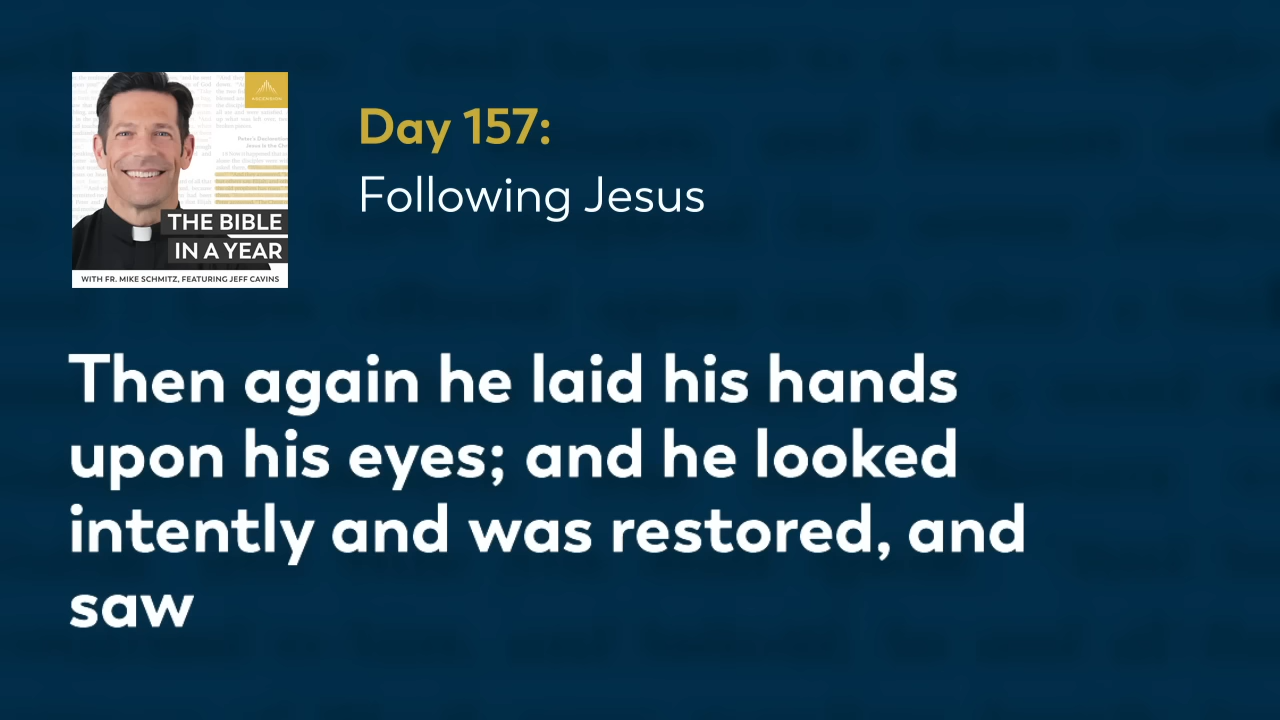 ASCENSION
THE BIBLE
IN A YEAR
WITH FR. MIKE SCHMITZ, FEATURING JEFF CAVINS
Day 157:
Following Jesus
Then again he laid his hands
upon his eyes; and he looked
intently and was restored, and
saw